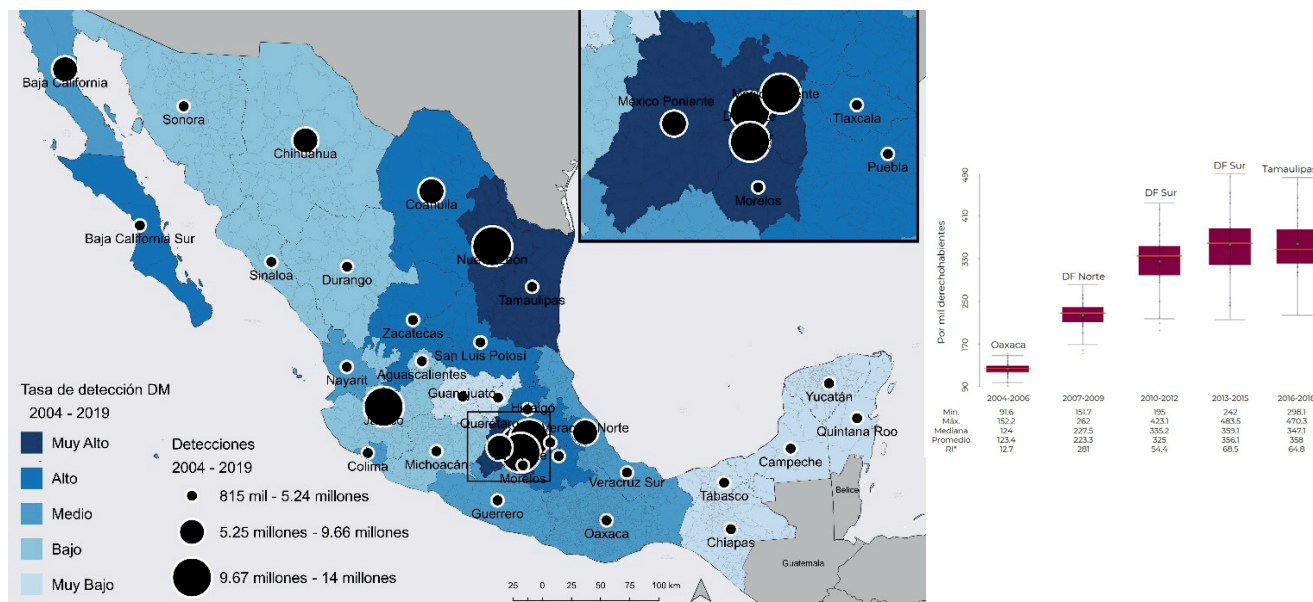 Baja California
Sonora
Chihuahua
Coahuila
Baja California Sur
Sinaloa
Durango
Nuevo León
Tamaulipas
Zacatecas
San Luis Potosí
Nayarit
Aguascalientes
Guanajuato
Hidalgo
Querétaro
Veracruz Norte
Jalisco
Colima
Michoacán
Morelos
Veracruz Sur
Guerrero
Oaxaca
Yucatán
Quintana Roo
Campeche
Tabasco
Chiapas
Belice
Guatemala
México Poniente
Tlaxcala
Puebla
Morelos
Tasa de detección DM
2004 - 2019
Muy Alto
Alto
Medio
Bajo
Muy Bajo
Detecciones
2004 - 2019
815 mil - 5.24 millones
5.25 millones - 9.66 millones
9.67 millones - 14 millones
25 12.5 0 25 50 75 100 km
Por mil derechohabientes
490
410
330
250
170
90
Oaxaca
DF Norte
DF Sur
DF Sur
Tamaulipas
2004-2006 2007-2009 2010-2012 2013-2015 2016-2018
Mín. 91.6 151.7 195 242 298.1
Máx. 152.2 262 423.1 483.5 470.3
Mediana 124 227.5 335.2 359.1 347.1
Promedio 123.4 223.3 325 356.1 358
RI* 12.7 281 54.4 68.5 64.8